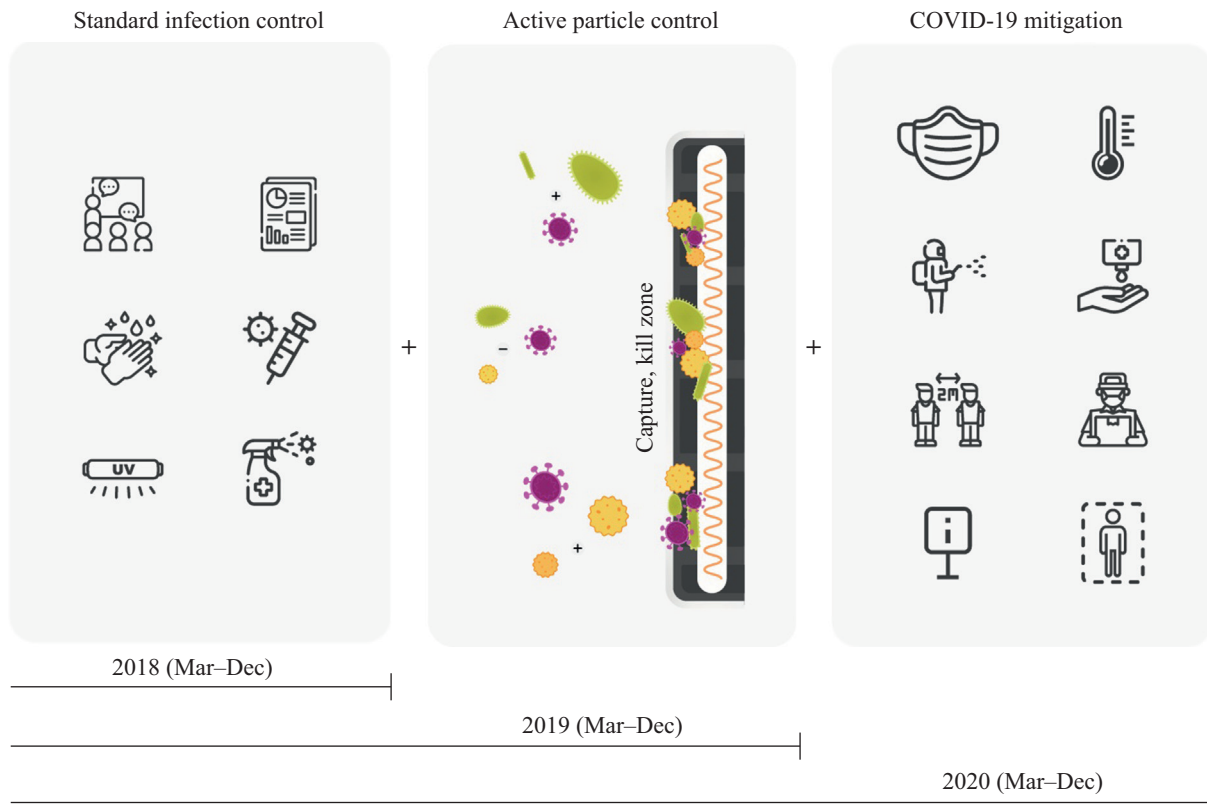 Standard infection control
Active particle control
COVID-19 mitigation
+
−
+
Capture, kill zone
+
+
UV
2M
i
2018 (Mar–Dec)
2019 (Mar–Dec)
2020 (Mar–Dec)